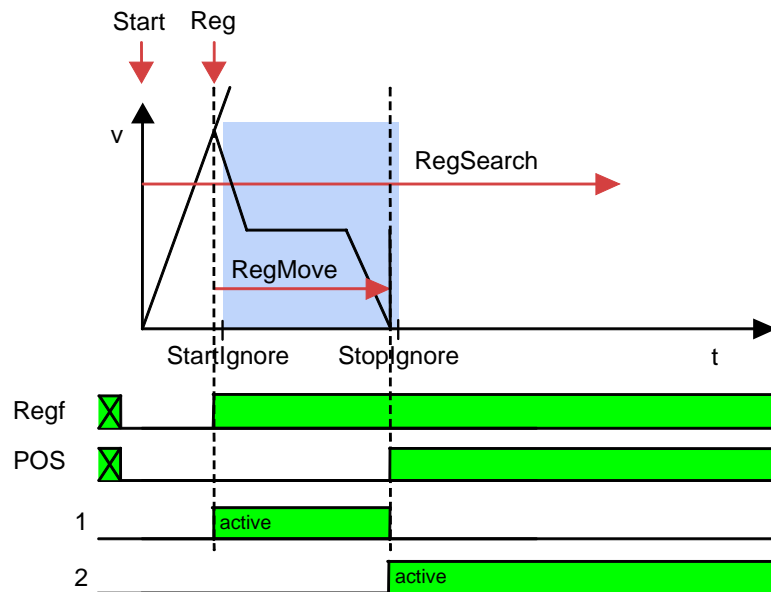 Start Reg
v
RegSearch
RegMove
StartIgnore StopIgnore t
Regf
POS
1 active
2 active